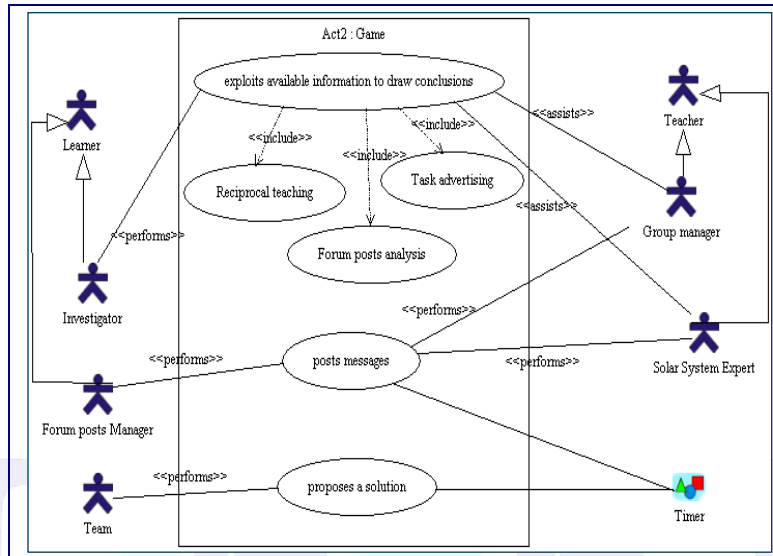 Act2 : Game
exploits available information to draw conclusions
<<assists>>
Teacher
Learner
<<include>>
<<include>>
<<include>>
Reciprocal teaching
Task advertising
<<assists>>
<<performs>>
Group manager
Forum posts analysis
Investigator
<<performs>>
<<performs>>
posts messages
<<performs>>
Solar System Expert
Forum posts Manager
<<performs>>
proposes a solution
Team
Timer